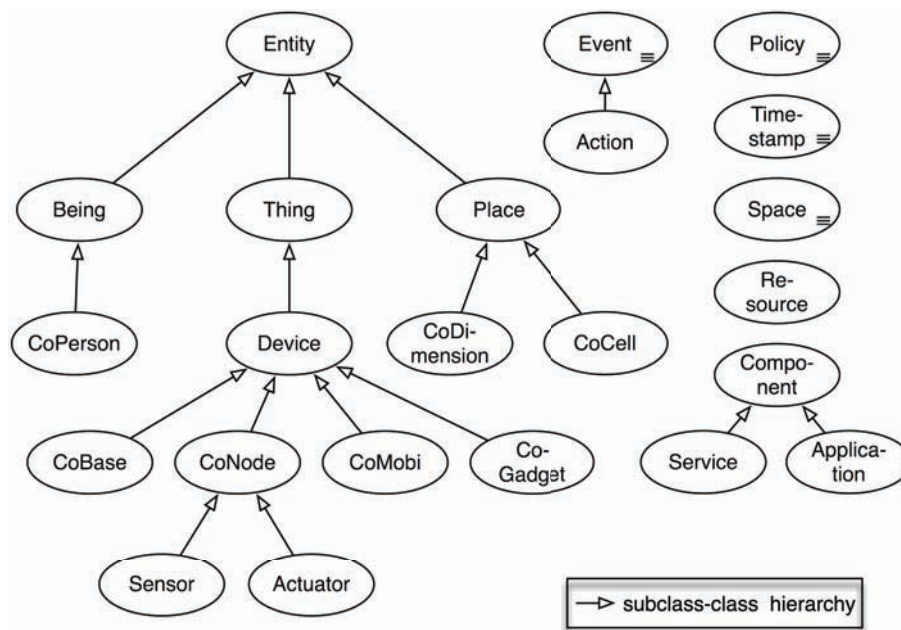 Entity
Event
Policy
Action
Time-
stamp
Being
Thing
Place
Space
Re-
source
CoPerson
Device
CoDi-
mension
CoCell
Compo-
nent
CoBase
CoNode
CoMobi
Co-
Gadget
Service
Applica-
tion
Sensor
Actuator
subclass-class hierarchy